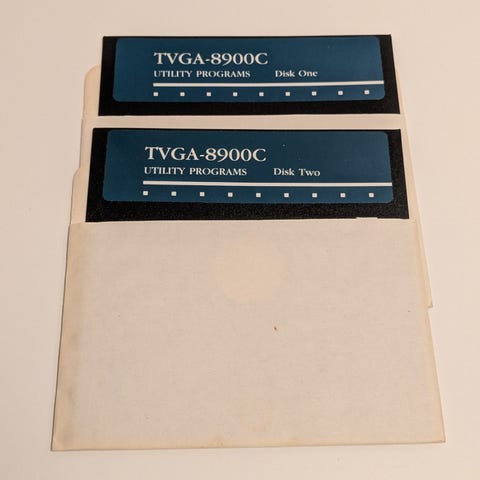 TVGA-8900C
UTILITY PROGRAMS Disk One
TVGA-8900C
UTILITY PROGRAMS Disk Two